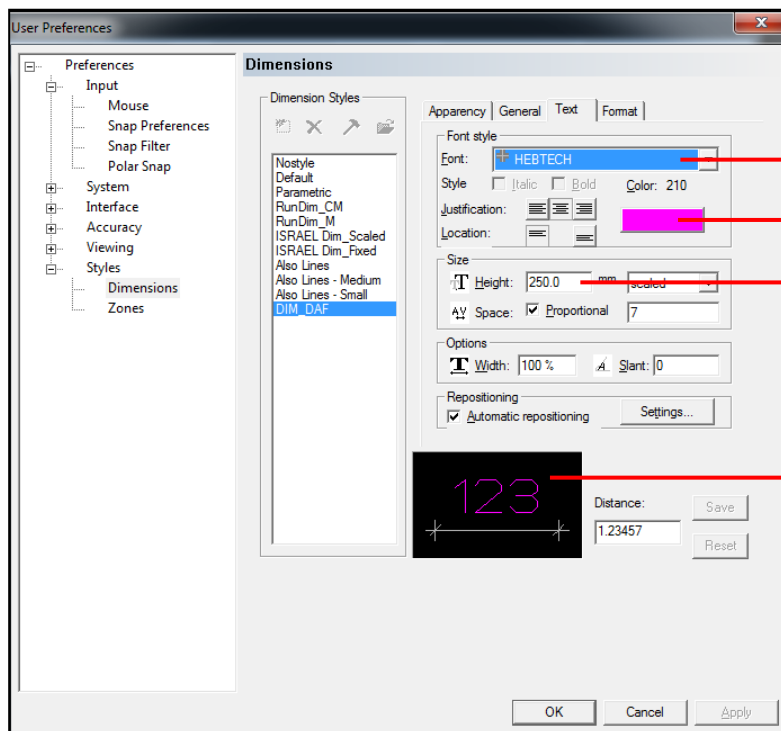 User Preferences
Preferences
Input
Mouse
Snap Preferences
Snap Filter
Polar Snap
System
Interface
Accuracy
Viewing
Styles
Dimensions
Zones
Dimensions
Dimension Styles
Nostyle
Default
Parametric
RunDim_CM
RunDim_M
ISRAEL Dim_Scaled
ISRAEL Dim_Fixed
Also Lines
Also Lines - Medium
Also Lines - Small
DIM_DAF
Apparency General Text Format
Font style
Font: HEBTECH
Style Italic Bold Color: 210
Justification:
Location:
Size
Height: 250.0 mm scaled
Space: Proportional 7
Options
Width: 100 % Slant: 0
Repositioning
Automatic repositioning Settings...
123
Distance:
1.23457
Save
Reset
OK Cancel Apply